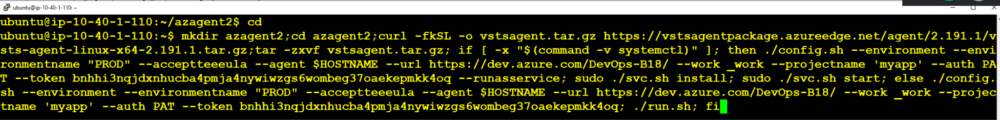 ubuntu@ip-10-40-1-110: ~
ubuntu@ip-10-40-1-110:~/azagent2$ cd
ubuntu@ip-10-40-1-110:~$ mkdir azagent2;cd azagent2;curl -fkSL -o vstsagent.tar.gz https://vstsagentpackage.azureedge.net/agent/2.191.1/v
sts-agent-linux-x64-2.191.1.tar.gz;tar -zxvf vstsagent.tar.gz; if [ -x "$(command -v systemctl)" ]; then ./config.sh --environment --envi
ronmentname "PROD" --acceptteeeula --agent $HOSTNAME --url https://dev.azure.com/DevOps-B18/ --work _work --projectname 'myapp' --auth PA
T --token bnhhi3nqjdxnhucba4pmja4nywiwzgs6wombeg37oaekepmkk4oq --runasservice; sudo ./svc.sh install; sudo ./svc.sh start; else ./config.
sh --environment --environmentname "PROD" --acceptteeeula --agent $HOSTNAME --url https://dev.azure.com/DevOps-B18/ --work _work --projec
tname 'myapp' --auth PAT --token bnhhi3nqjdxnhucba4pmja4nywiwzgs6wombeg37oaekepmkk4oq; ./run.sh; fi